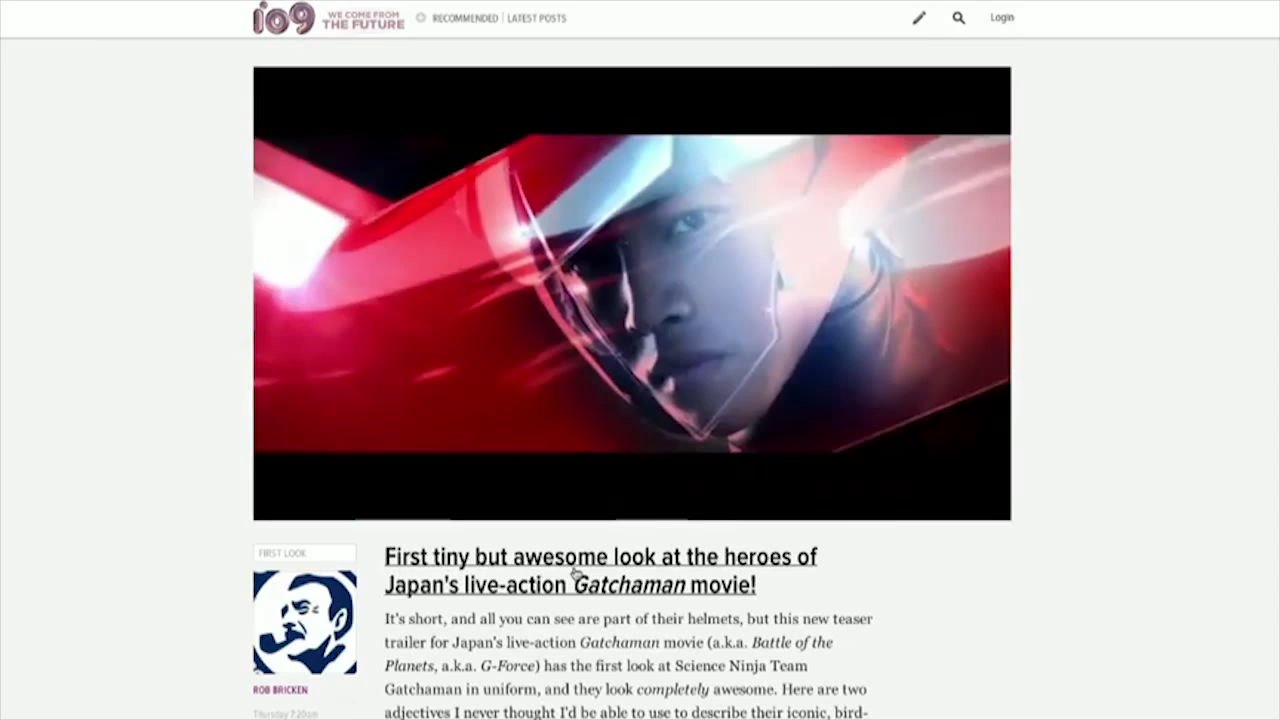 io9 WE COME FROM
THE FUTURE
RECOMMENDED | LATEST POSTS
Login
FIRST LOOK
First tiny but awesome look at the heroes of
Japan's live-action Gatchaman movie!
It's short, and all you can see are part of their helmets, but this new teaser
trailer for Japan's live-action Gatchaman movie (a.k.a. Battle of the
Planets, a.k.a. G-Force) has the first look at Science Ninja Team
Gatchaman in uniform, and they look completely awesome. Here are two
adjectives I never thought I'd be able to use to describe their iconic, bird-
ROB BRICKEN
Thursday 7:20am